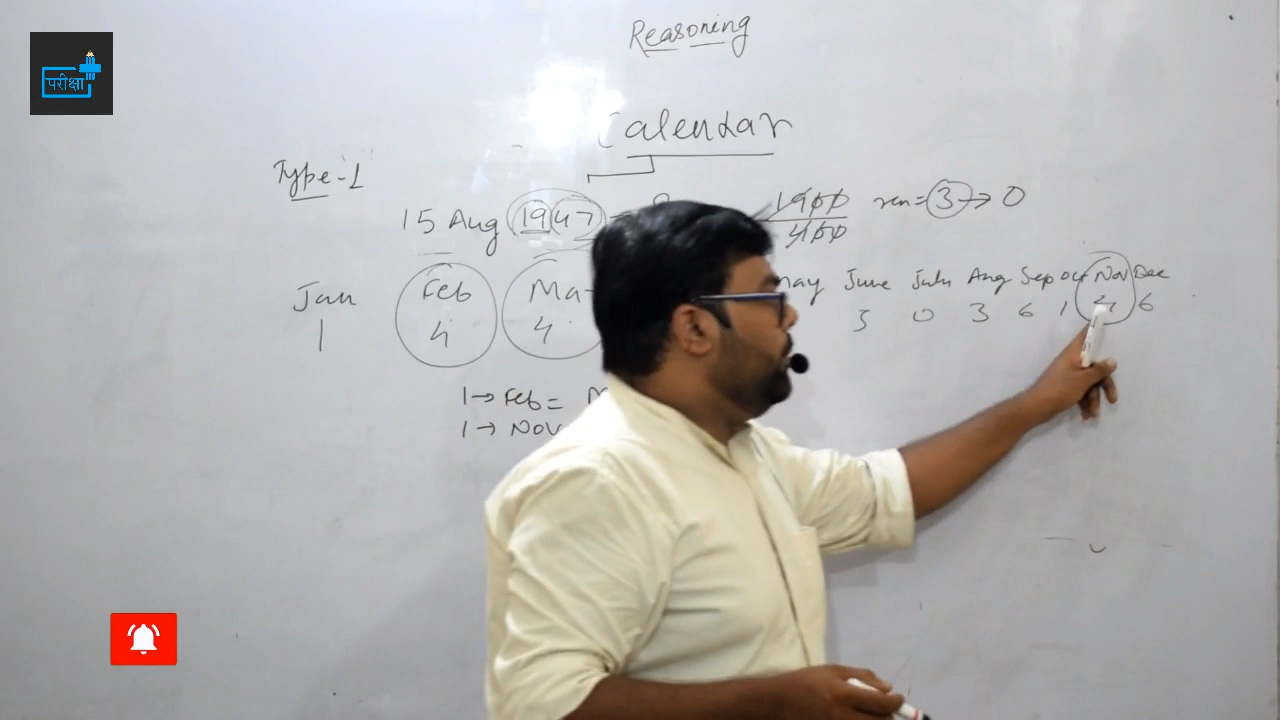 Reasoning
परीक्षा
Calendar
Type-1
15 Aug 1947 =
1900
400
rem = 3 → 0
Jan Feb Mar may June July Aug Sep Oct Nov Dec
1 4 4 5 0 3 6 1 4 6
1 → Feb =
1 → Nov